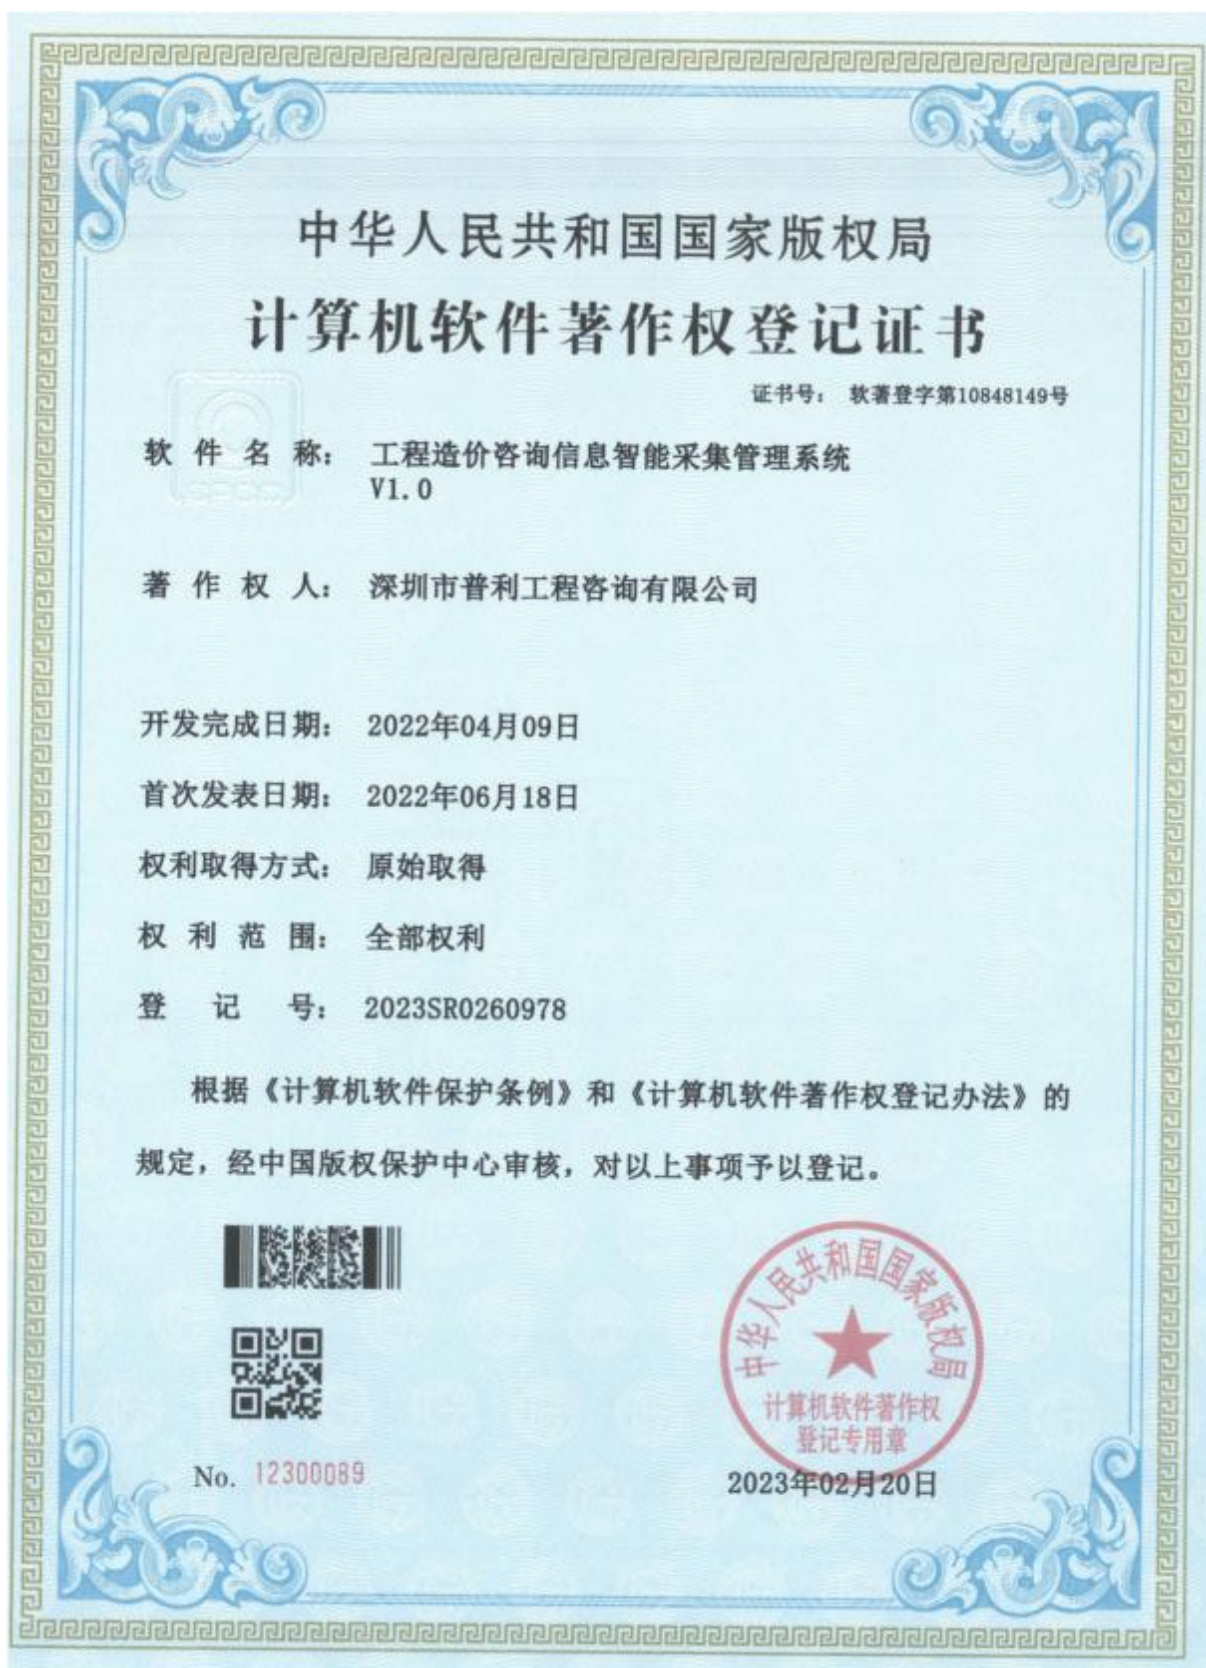 中华人民共和国国家版权局
计算机软件著作权登记证书
证书号： 软著登字第10848149号
软件名称： 工程造价咨询信息智能采集管理系统
V1.0
著作权人： 深圳市普利工程咨询有限公司
开发完成日期： 2022年04月09日
首次发表日期： 2022年06月18日
权利取得方式： 原始取得
权利范围： 全部权利
登记号： 2023SR0260978
根据《计算机软件保护条例》和《计算机软件著作权登记办法》的
规定，经中国版权保护中心审核，对以上事项予以登记。
中华人民共和国国家版权局
计算机软件著作权
登记专用章
No. 12300089
2023年02月20日